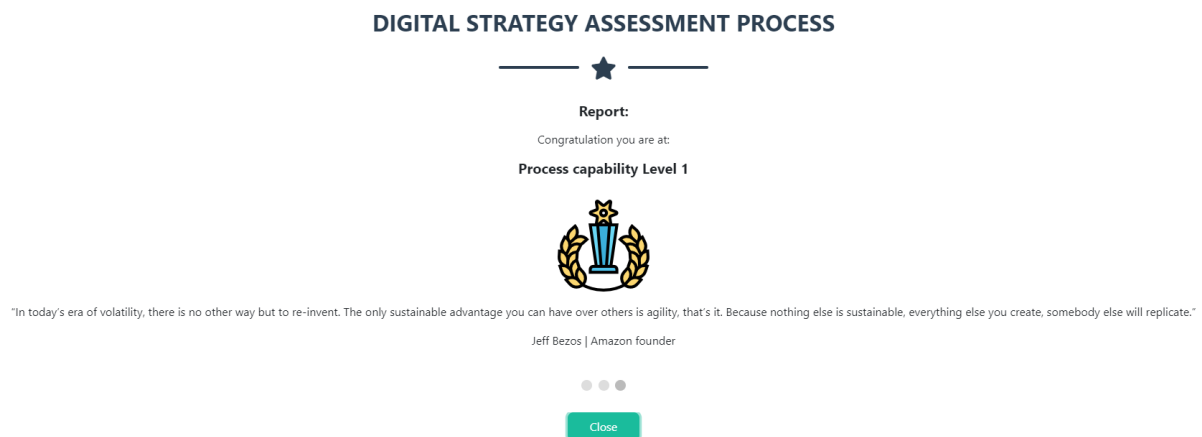 DIGITAL STRATEGY ASSESSMENT PROCESS
Report:
Congratulation you are at:
Process capability Level 1
"In today's era of volatility, there is no other way but to re-invent. The only sustainable advantage you can have over others is agility, that's it. Because nothing else is sustainable, everything else you create, somebody else will replicate."
Jeff Bezos | Amazon founder
Close